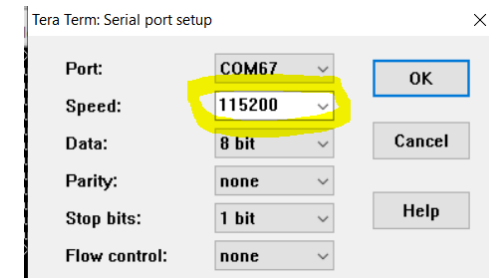 Tera Term: Serial port setup
Port: COM67 OK
Speed: 115200
Data: 8 bit Cancel
Parity: none
Stop bits: 1 bit Help
Flow control: none